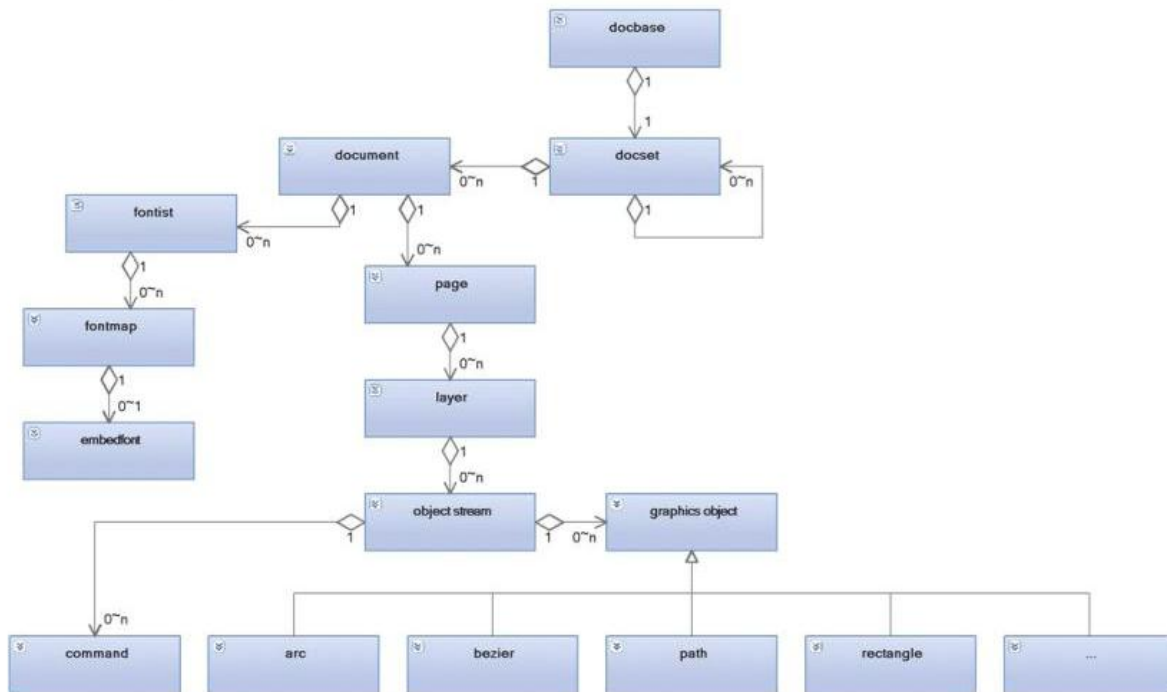 docbase
1
1
document
0~n
1
docset
0~n
1
1
1
fontist
0~n
0~n
1
page
0~n
fontmap
1
0~n
1
layer
0~1
embedfont
1
0~n
object stream
graphics object
1
1
0~n
0~n
command
arc
bezier
path
rectangle
...